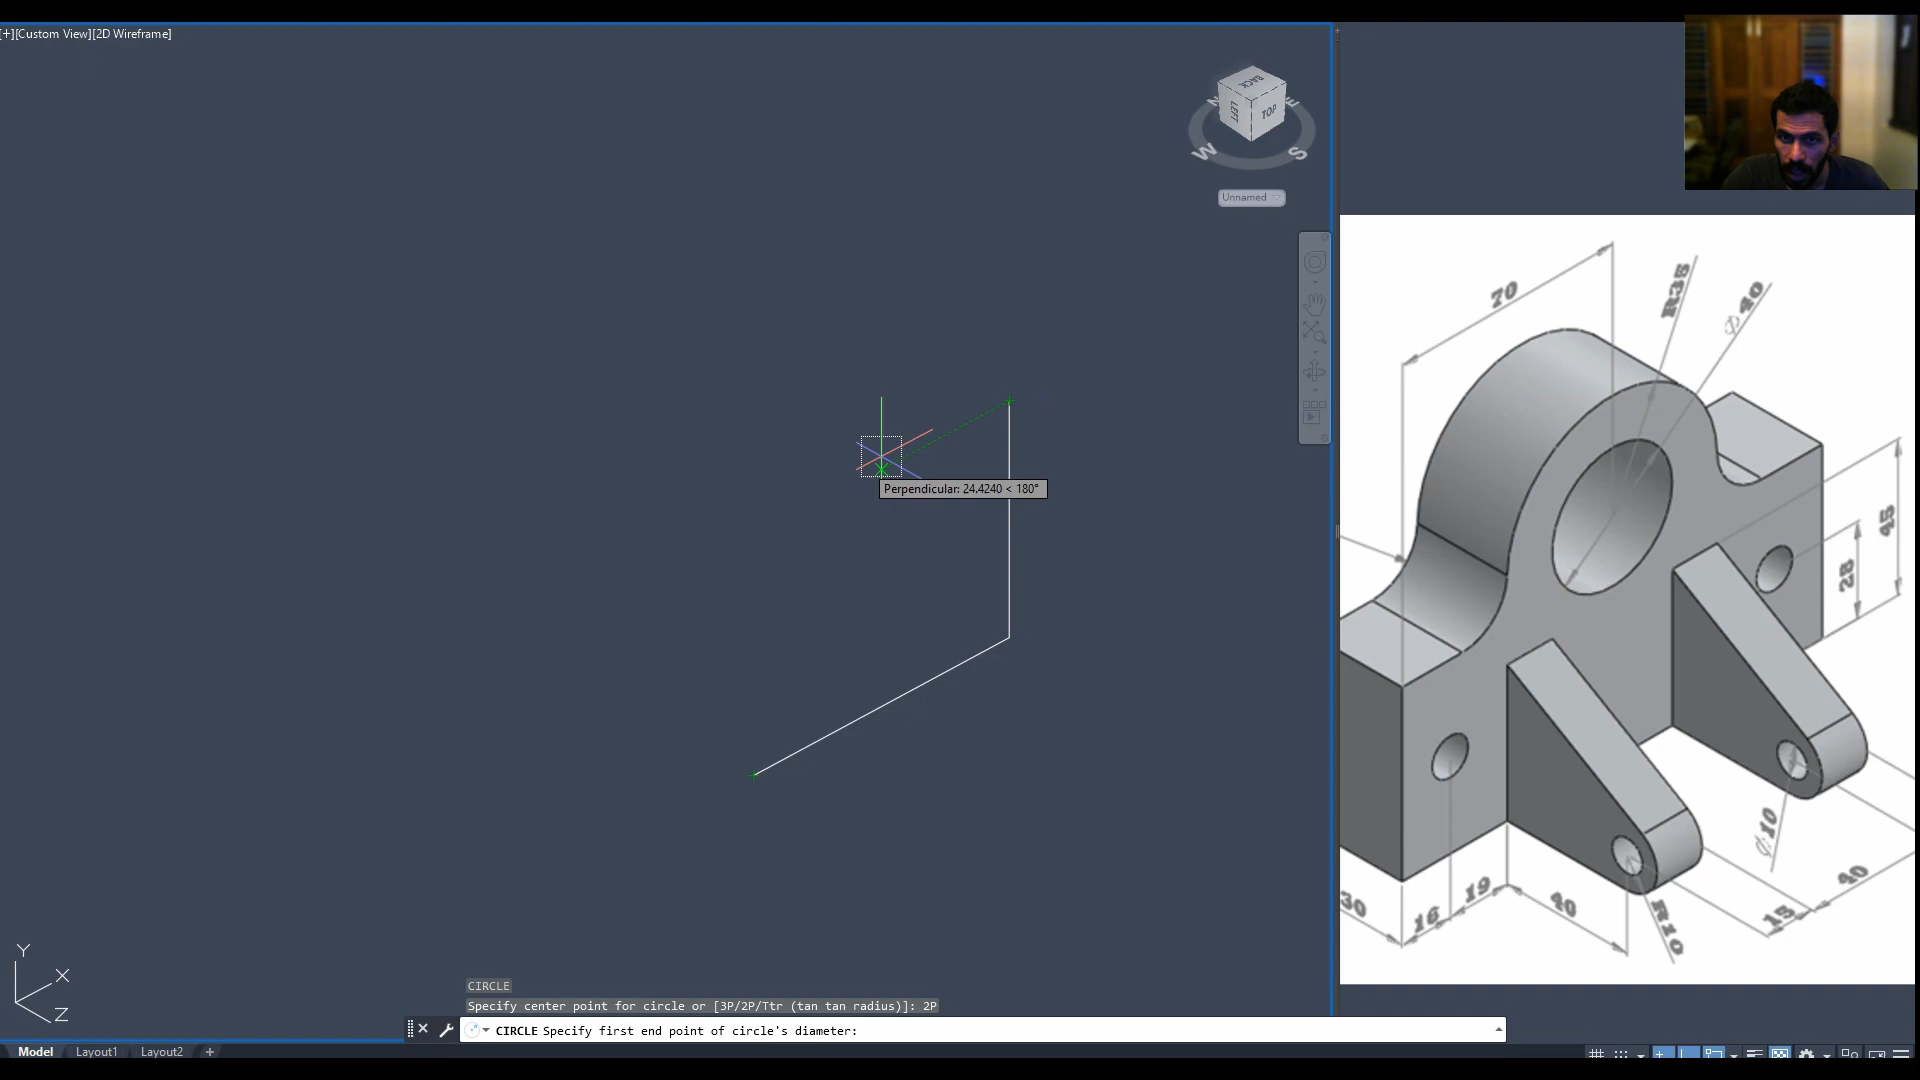 [+][Custom View][2D Wireframe]
BACK
LEFT
TOP
N
E
W
S
Unnamed
70
R35
Ø40
Perpendicular: 24.4240 < 180°
45
28
Ø10
30
16
19
40
R10
15
40
Y
X
Z
CIRCLE
Specify center point for circle or [3P/2P/Ttr (tan tan radius)]: 2P
CIRCLE Specify first end point of circle's diameter:
Model
Layout1
Layout2
+